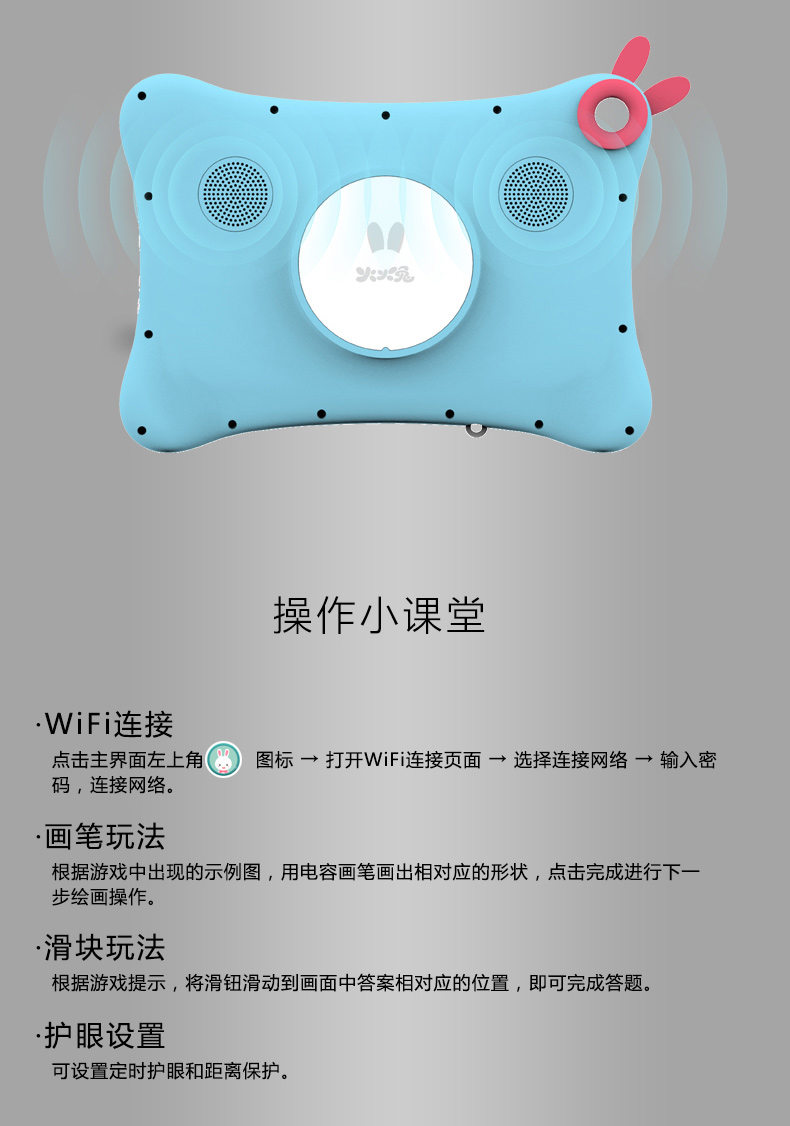 火火兔
操作小课堂
·WiFi连接
点击主界面左上角 图标 → 打开WiFi连接页面 → 选择连接网络 → 输入密
码，连接网络。
·画笔玩法
根据游戏中出现的示例图，用电容画笔画出相对应的形状，点击完成进行下一
步绘画操作。
·滑块玩法
根据游戏提示，将滑钮滑动到画面中答案相对应的位置，即可完成答题。
·护眼设置
可设置定时护眼和距离保护。